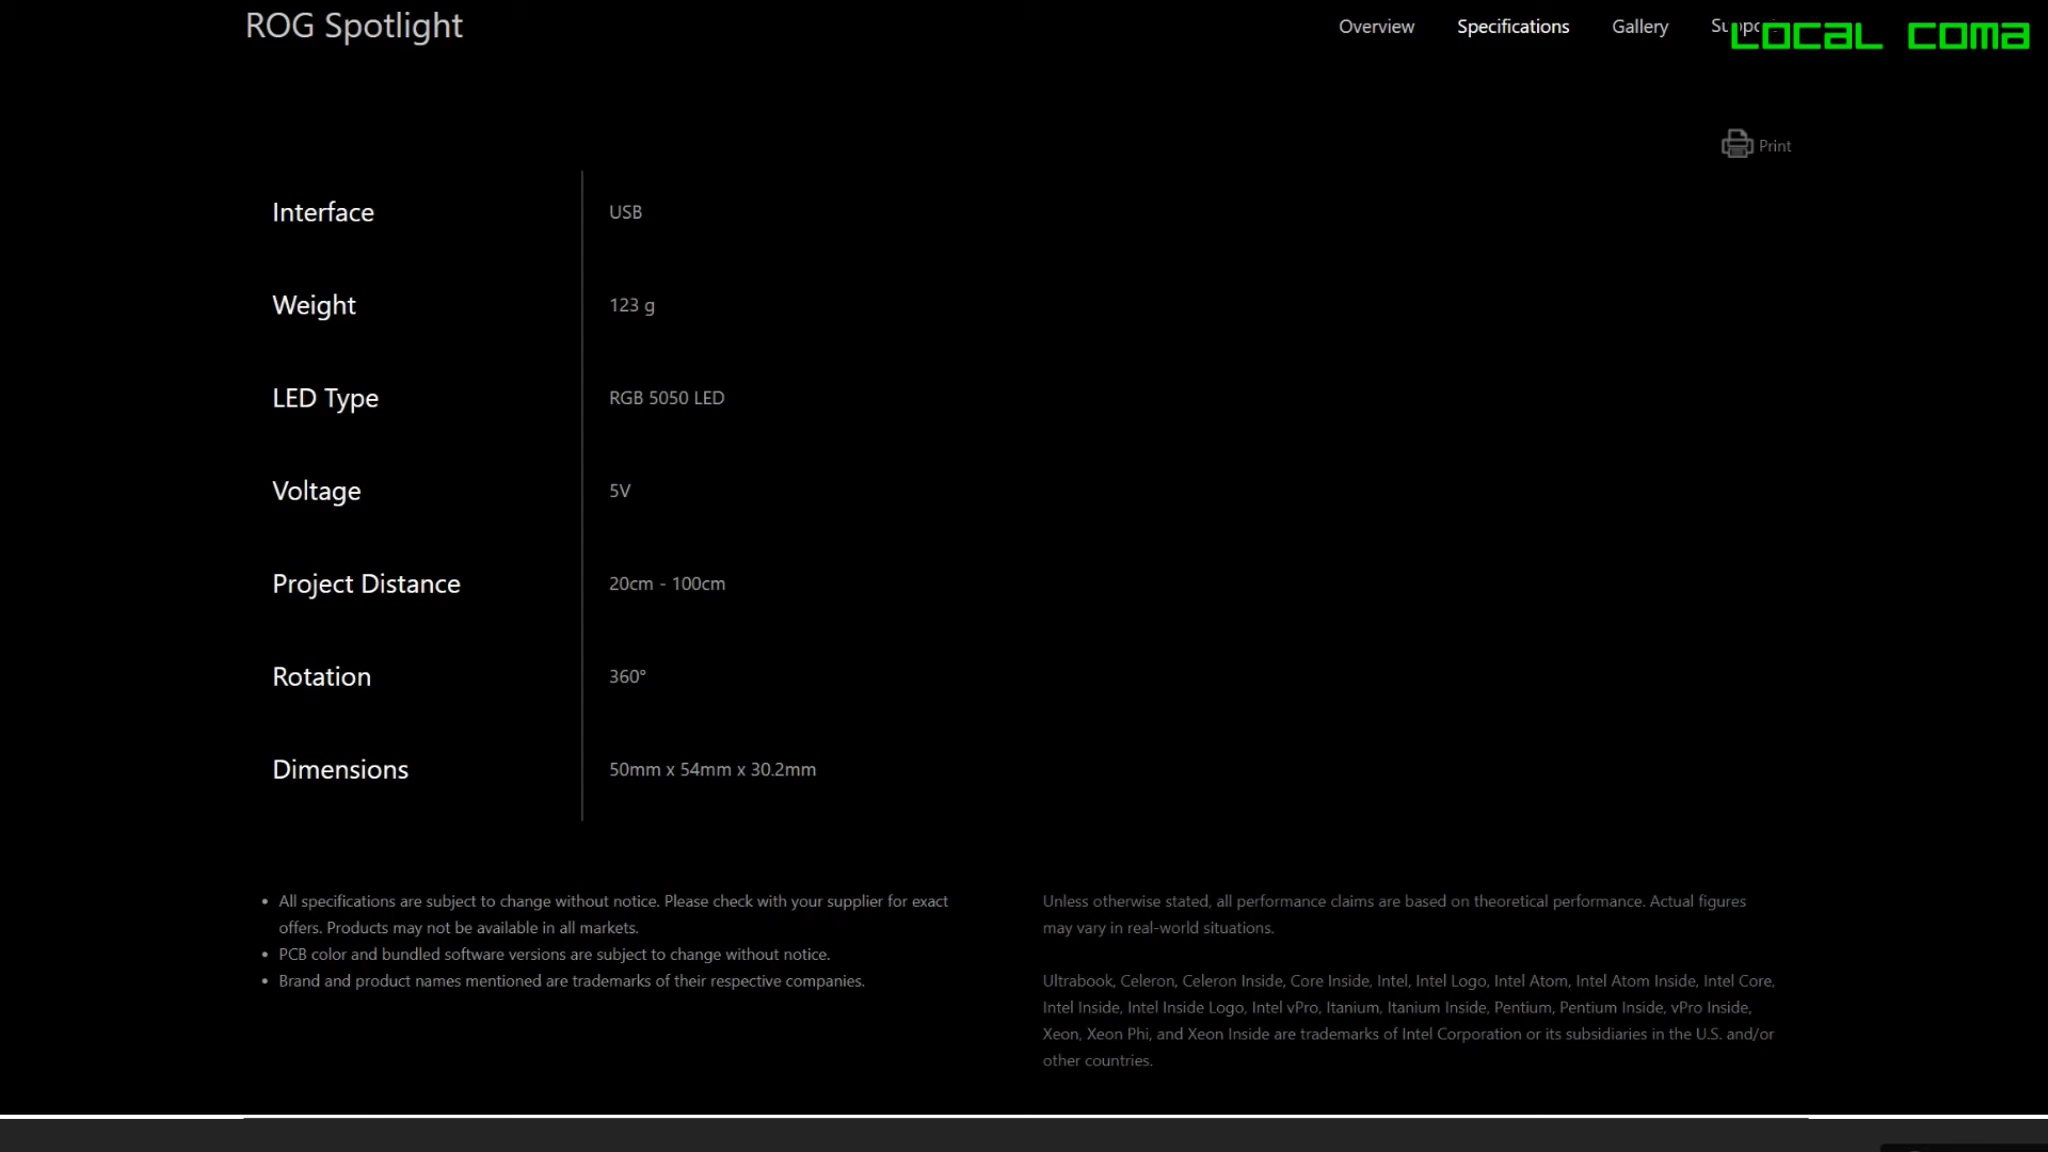 ROG Spotlight
Overview Specifications Gallery
LOCAL COMA
Print
Interface USB
Weight 123 g
LED Type RGB 5050 LED
Voltage 5V
Project Distance 20cm - 100cm
Rotation 360°
Dimensions 50mm x 54mm x 30.2mm
• All specifications are subject to change without notice. Please check with your supplier for exact
offers. Products may not be available in all markets.
• PCB color and bundled software versions are subject to change without notice.
• Brand and product names mentioned are trademarks of their respective companies.
Unless otherwise stated, all performance claims are based on theoretical performance. Actual figures
may vary in real-world situations.
Ultrabook, Celeron, Celeron Inside, Core Inside, Intel, Intel Logo, Intel Atom, Intel Atom Inside, Intel Core,
Intel Inside, Intel Inside Logo, Intel vPro, Itanium, Itanium Inside, Pentium, Pentium Inside, vPro Inside,
Xeon, Xeon Phi, and Xeon Inside are trademarks of Intel Corporation or its subsidiaries in the U.S. and/or
other countries.